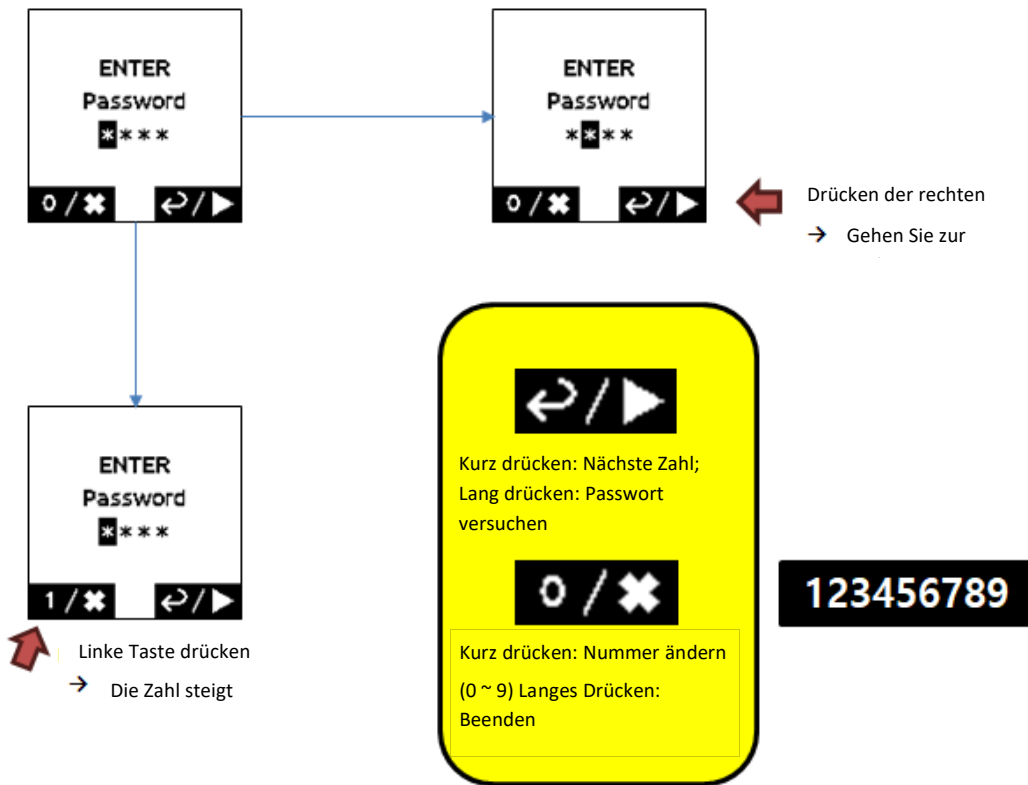 ENTER
Password
****
0 / ✖ ↩/▶
ENTER
Password
****
0 / ✖ ↩/▶
Drücken der rechten
→ Gehen Sie zur
ENTER
Password
****
1 / ✖ ↩/▶
Linke Taste drücken
→ Die Zahl steigt
↩/▶
Kurz drücken: Nächste Zahl;
Lang drücken: Passwort
versuchen
0 / ✖
Kurz drücken: Nummer ändern
(0 ~ 9) Langes Drücken:
Beenden
123456789